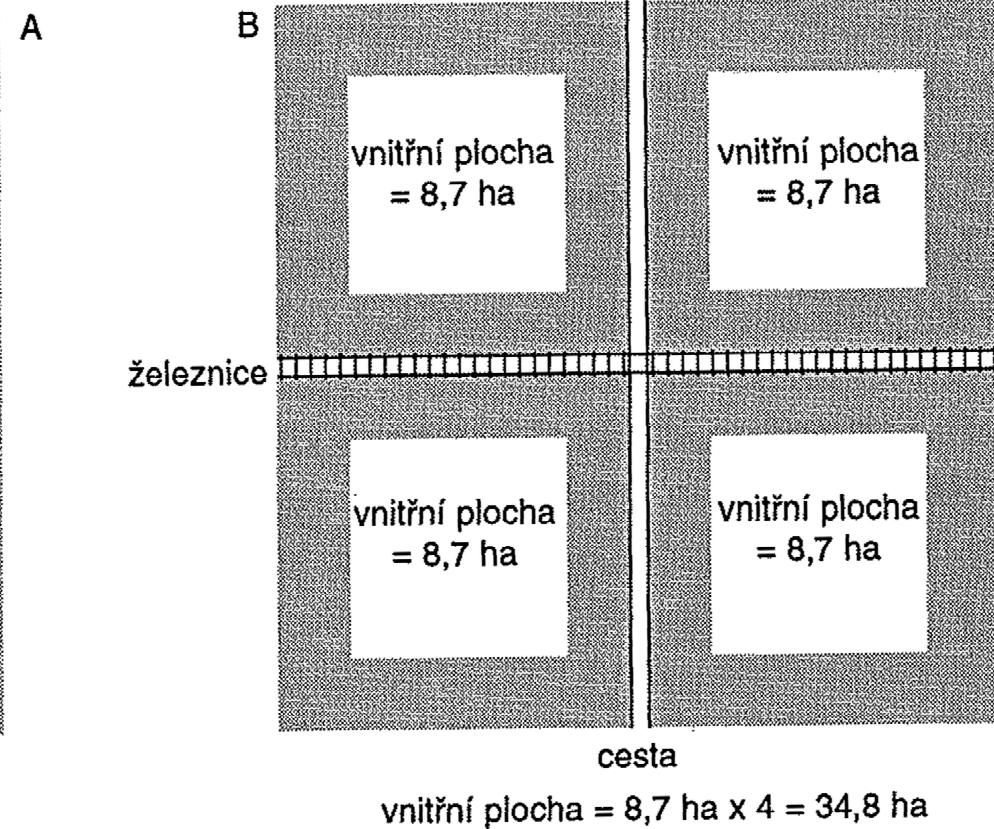 A
B
vnitřní plocha
= 8,7 ha
vnitřní plocha
= 8,7 ha
železnice
vnitřní plocha
= 8,7 ha
vnitřní plocha
= 8,7 ha
cesta
vnitřní plocha = 8,7 ha x 4 = 34,8 ha